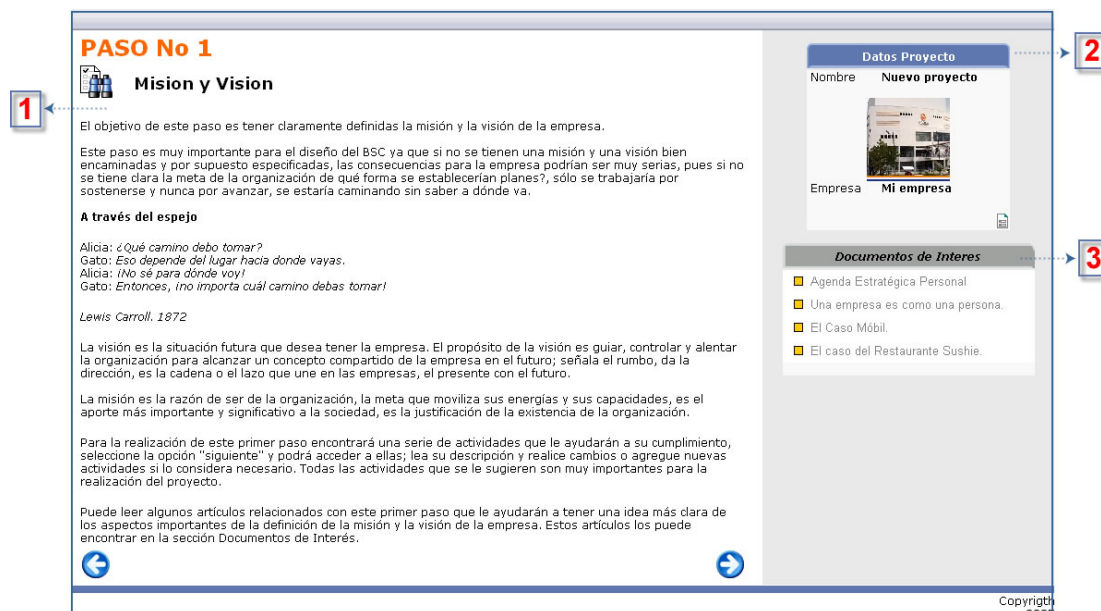 PASO No 1
Mision y Vision
El objetivo de este paso es tener claramente definidas la misión y la visión de la empresa.
Este paso es muy importante para el diseño del BSC ya que si no se tienen una misión y una visión bien
encaminadas y por supuesto especificadas, las consecuencias para la empresa podrían ser muy serias, pues si no
se tiene clara la meta de la organización de qué forma se establecerían planes?, sólo se trabajaría por
sostenerse y nunca por avanzar, se estaría caminando sin saber a dónde va.
A través del espejo
Alicia: ¿Qué camino debo tomar?
Gato: Eso depende del lugar hacia donde vayas.
Alicia: ¡No sé para dónde voy!
Gato: Entonces, ¡no importa cuál camino debas tomar!
Lewis Carroll. 1872
La visión es la situación futura que desea tener la empresa. El propósito de la visión es guiar, controlar y alentar
la organización para alcanzar un concepto compartido de la empresa en el futuro; señala el rumbo, da la
dirección, es la cadena o el lazo que une en las empresas, el presente con el futuro.
La misión es la razón de ser de la organización, la meta que moviliza sus energías y sus capacidades, es el
aporte más importante y significativo a la sociedad, es la justificación de la existencia de la organización.
Para la realización de este primer paso encontrará una serie de actividades que le ayudarán a su cumplimiento,
seleccione la opción "siguiente" y podrá acceder a ellas; lea su descripción y realice cambios o agregue nuevas
actividades si lo considera necesario. Todas las actividades que se le sugieren son muy importantes para la
realización del proyecto.
Puede leer algunos artículos relacionados con este primer paso que le ayudarán a tener una idea más clara de
los aspectos importantes de la definición de la misión y la visión de la empresa. Estos artículos los puede
encontrar en la sección Documentos de Interés.
1
Datos Proyecto
Nombre Nuevo proyecto
Empresa Mi empresa
2
Documentos de Interes
Agenda Estratégica Personal
Una empresa es como una persona.
El Caso Móbil.
El caso del Restaurante Sushie.
3
Copyrigth